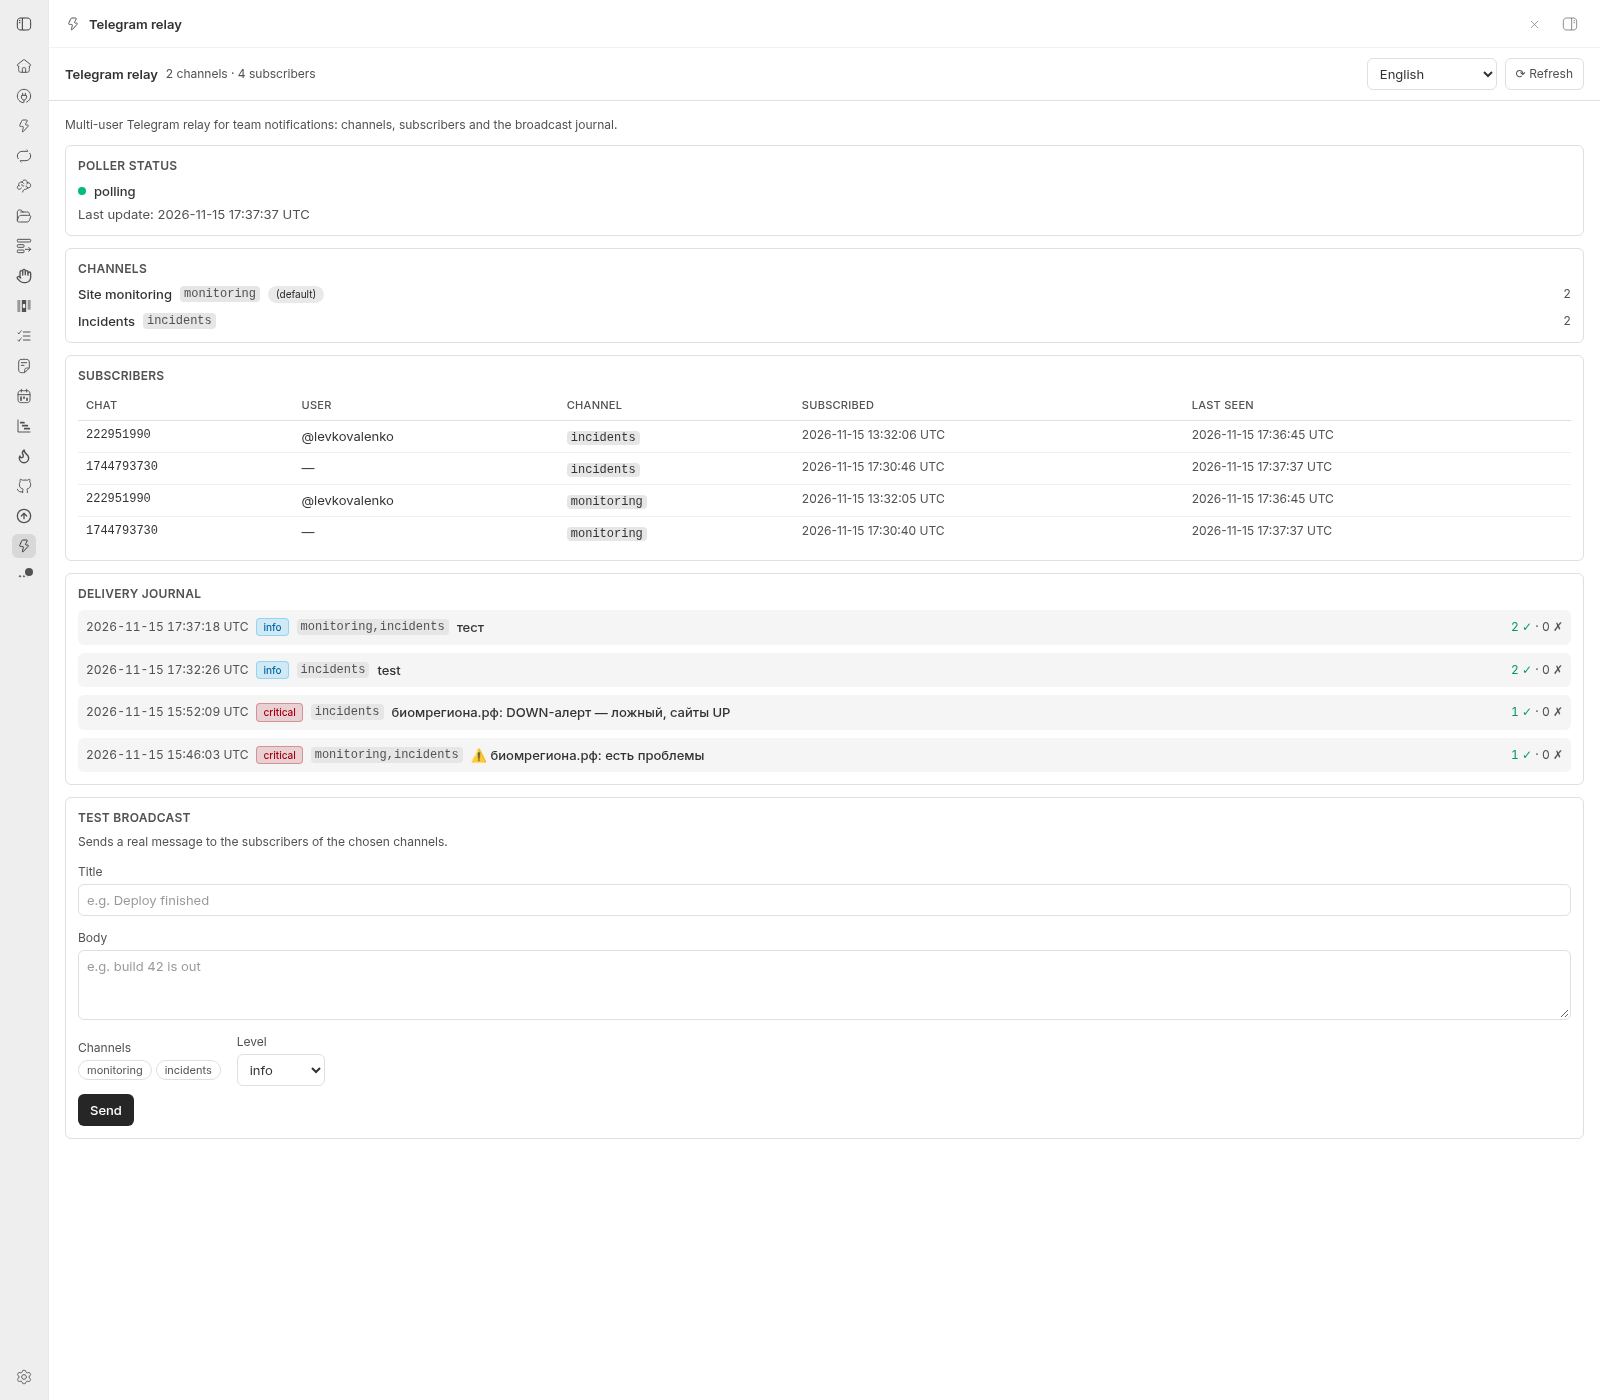 Telegram relay
Telegram relay 2 channels · 4 subscribers English ⟳ Refresh
Multi-user Telegram relay for team notifications: channels, subscribers and the broadcast journal.
POLLER STATUS
polling
Last update: 2026-11-15 17:37:37 UTC
CHANNELS
Site monitoring monitoring (default) 2
Incidents incidents 2
SUBSCRIBERS
CHAT USER CHANNEL SUBSCRIBED LAST SEEN
222951990 @levkovalenko incidents 2026-11-15 13:32:06 UTC 2026-11-15 17:36:45 UTC
1744793730 — incidents 2026-11-15 17:30:46 UTC 2026-11-15 17:37:37 UTC
222951990 @levkovalenko monitoring 2026-11-15 13:32:05 UTC 2026-11-15 17:36:45 UTC
1744793730 — monitoring 2026-11-15 17:30:40 UTC 2026-11-15 17:37:37 UTC
DELIVERY JOURNAL
2026-11-15 17:37:18 UTC info monitoring,incidents тест 2 ✓ · 0 ✗
2026-11-15 17:32:26 UTC info incidents test 2 ✓ · 0 ✗
2026-11-15 15:52:09 UTC critical incidents биомрегиона.рф: DOWN-алерт — ложный, сайты UP 1 ✓ · 0 ✗
2026-11-15 15:46:03 UTC critical monitoring,incidents ⚠️ биомрегиона.рф: есть проблемы 1 ✓ · 0 ✗
TEST BROADCAST
Sends a real message to the subscribers of the chosen channels.
Title
e.g. Deploy finished
Body
e.g. build 42 is out
Channels Level
monitoring incidents info
Send